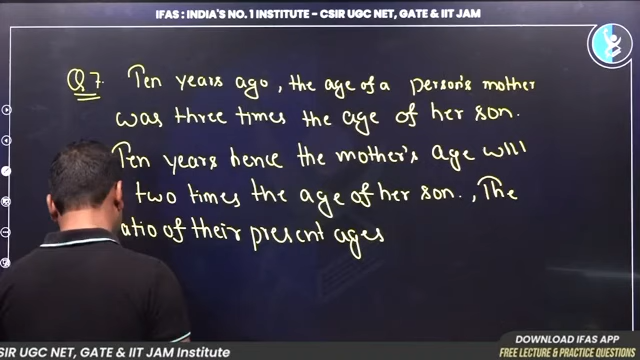 IFAS : INDIA'S NO. 1 INSTITUTE – CSIR UGC NET, GATE & IIT JAM
Q7. Ten years ago, the age of a person's mother
was three times the age of her son.
Ten years hence the mother's age will
two times the age of her son., The
atio of their present ages
DOWNLOAD IFAS APP
SIR UGC NET, GATE & IIT JAM Institute
FREE LECTURE & PRACTICE QUESTIONS